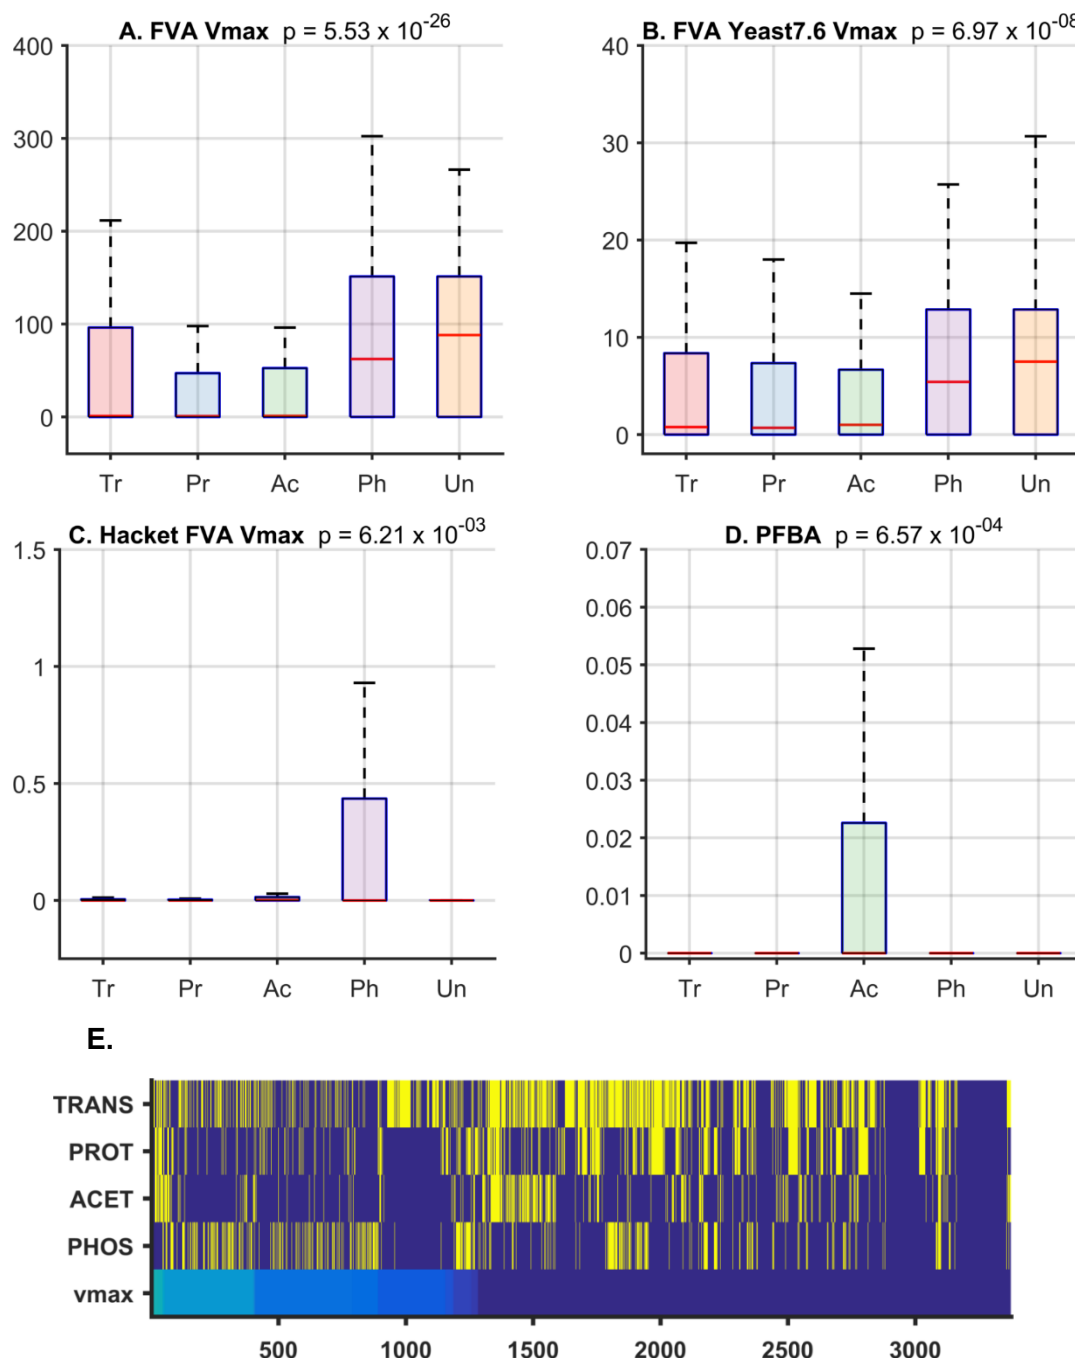 A. FVA Vmax p = 5.53 x 10-26
400
300
200
100
0
Tr Pr Ac Ph Un
B. FVA Yeast7.6 Vmax p = 6.97 x 10-08
40
30
20
10
0
Tr Pr Ac Ph Un
C. Hacket FVA Vmax p = 6.21 x 10-03
1.5
1
0.5
0
Tr Pr Ac Ph Un
D. PFBA p = 6.57 x 10-04
0.07
0.06
0.05
0.04
0.03
0.02
0.01
0
Tr Pr Ac Ph Un
E.
TRANS
PROT
ACET
PHOS
vmax
500 1000 1500 2000 2500 3000